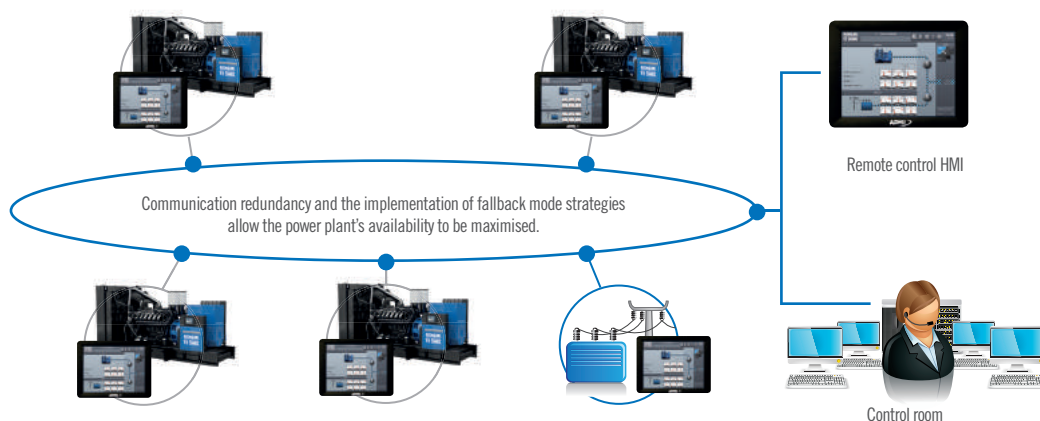 Communication redundancy and the implementation of fallback mode strategies
allow the power plant's availability to be maximised.
Remote control HMI
Control room